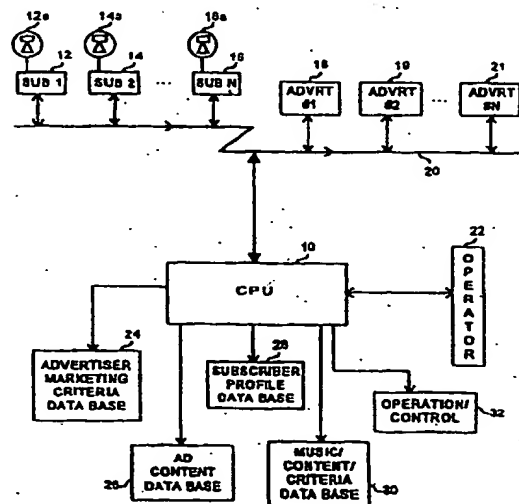 12a 14a 16a
12 14 16
SUB 1 SUB 2 ... SUB N
18 19 21
ADVRT #1 ADVRT #2 ... ADVRT #N
20
10
CPU
22
OPERATOR
24
ADVERTISER
MARKETING
CRITERIA
DATA BASE
28
SUBSCRIBER
PROFILE
DATA BASE
OPERATION/
CONTROL
32
AD
CONTENT
DATA BASE
26
MUSIC/
CONTENT/
CRITERIA
DATA BASE
30